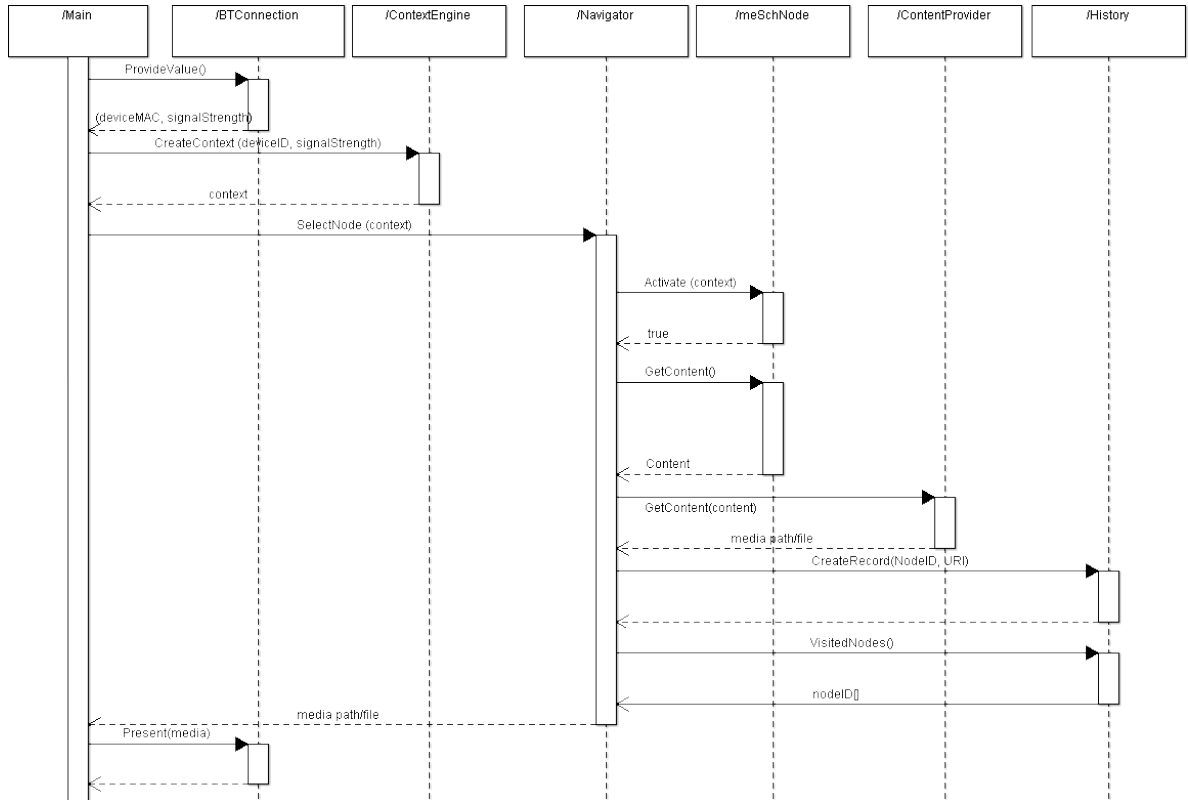 /Main
/BTConnection
/ContextEngine
/Navigator
/meSchNode
/ContentProvider
/History
ProvideValue()
(deviceMAC, signalStrength)
CreateContext (deviceID, signalStrength)
context
SelectNode (context)
Activate (context)
true
GetContent()
Content
GetContent(content)
media path/file
CreateRecord(NodeID, URI)
VisitedNodes()
nodeID[]
media path/file
Present(media)